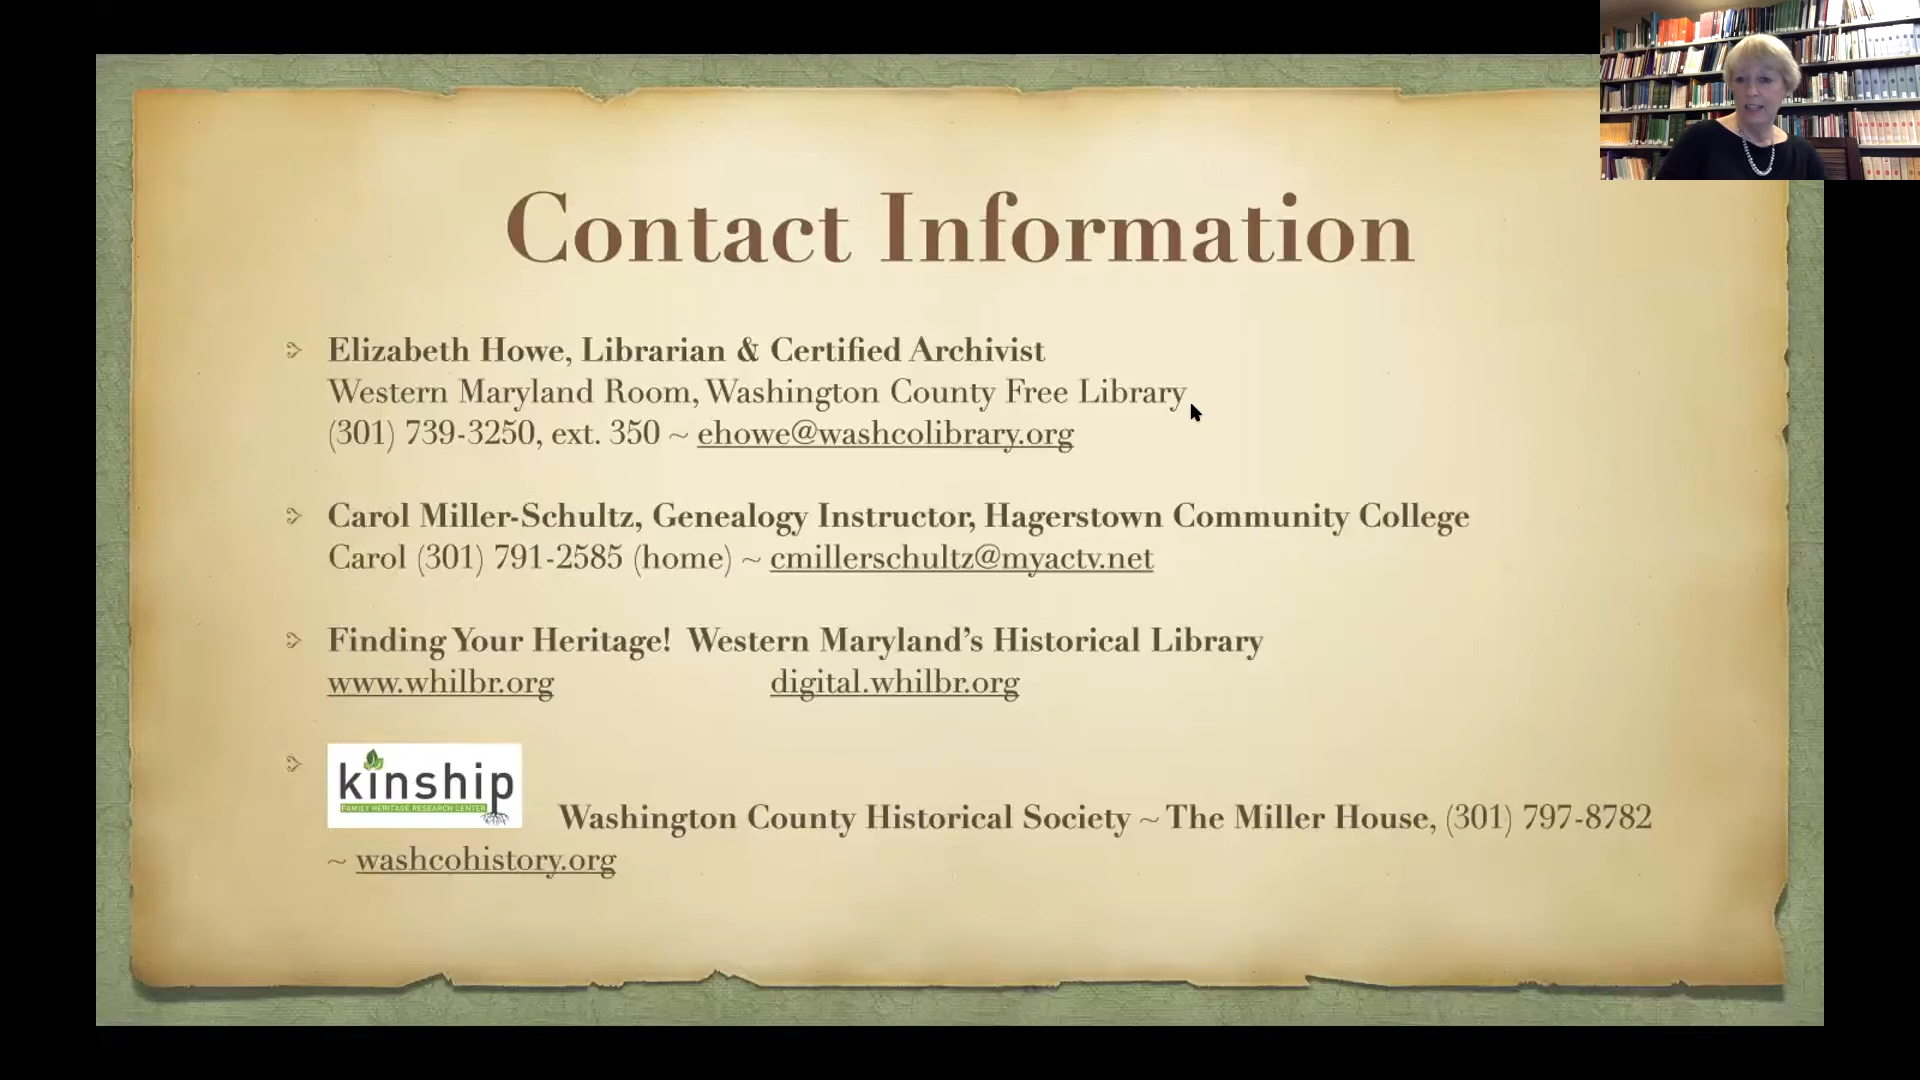 Contact Information
Elizabeth Howe, Librarian & Certified Archivist
Western Maryland Room, Washington County Free Library
(301) 739-3250, ext. 350 ~ ehowe@washcolibrary.org
Carol Miller-Schultz, Genealogy Instructor, Hagerstown Community College
Carol (301) 791-2585 (home) ~ cmillerschultz@myactv.net
Finding Your Heritage! Western Maryland’s Historical Library
www.whilbr.org digital.whilbr.org
kinship
FAMILY HERITAGE RESEARCH CENTER
Washington County Historical Society ~ The Miller House, (301) 797-8782
~ washcohistory.org